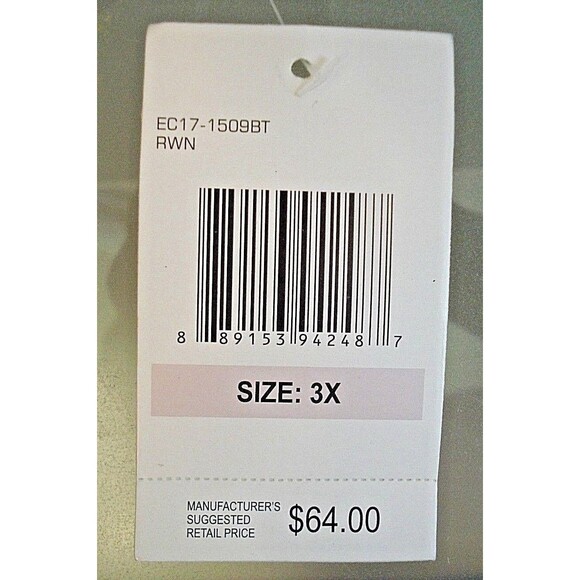 EC17-1509BT
RWN
8 89153 94248 7
SIZE: 3X
MANUFACTURER'S
SUGGESTED
RETAIL PRICE
$64.00